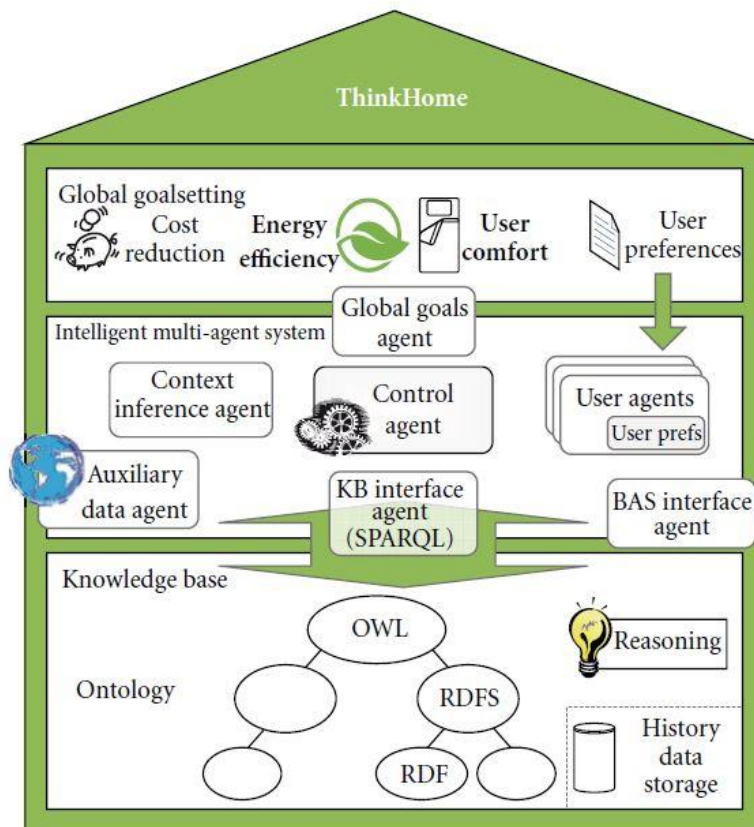 ThinkHome
Global goalsetting
Cost
reduction
Energy
efficiency
User
comfort
User
preferences
Global goals
agent
Intelligent multi-agent system
Context
inference agent
Control
agent
User agents
User prefs
Auxiliary
data agent
KB interface
agent
(SPARQL)
BAS interface
agent
Knowledge base
OWL
Reasoning
Ontology
RDFS
RDF
History
data
storage